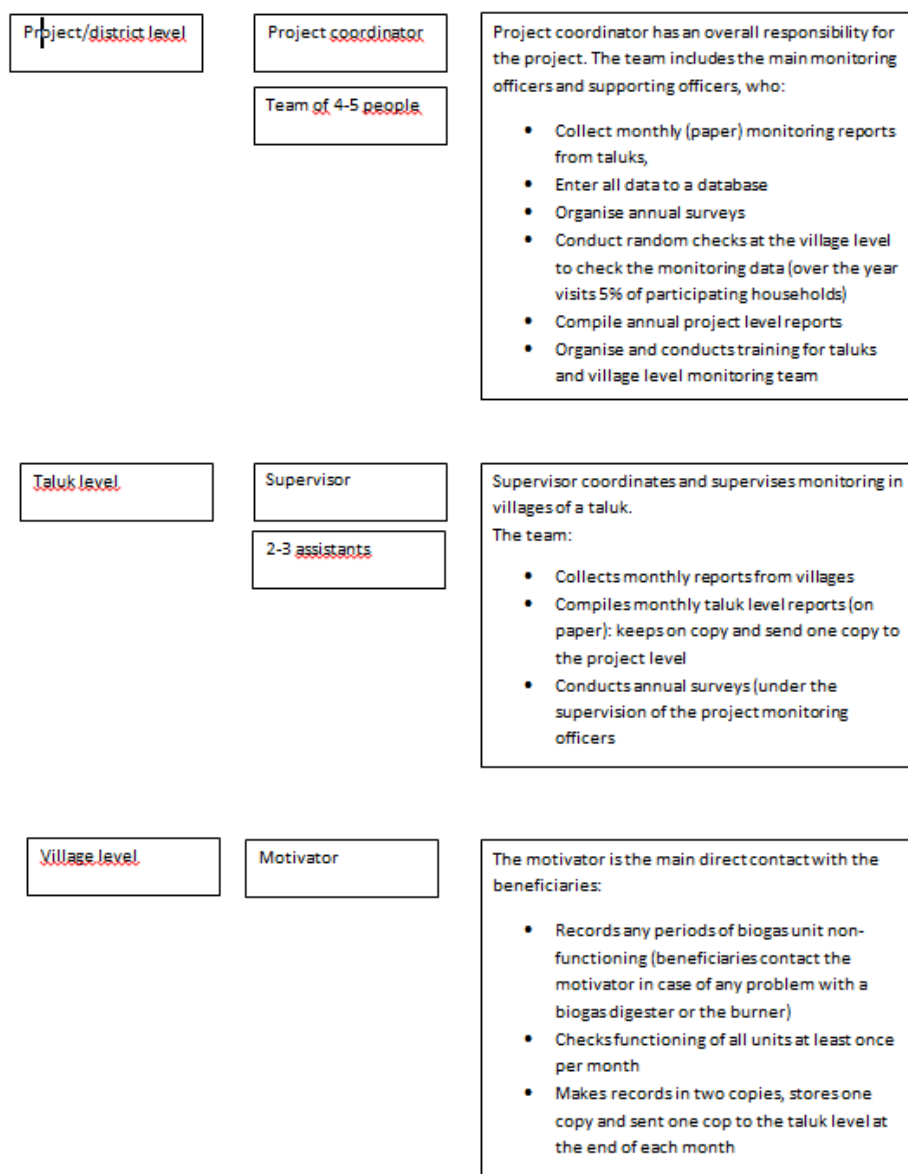 Project/district level
Project coordinator
Team of 4-5 people
Project coordinator has an overall responsibility for
the project. The team includes the main monitoring
officers and supporting officers, who:
• Collect monthly (paper) monitoring reports
from taluks,
• Enter all data to a database
• Organise annual surveys
• Conduct random checks at the village level
to check the monitoring data (over the year
visits 5% of participating households)
• Compile annual project level reports
• Organise and conducts training for taluks
and village level monitoring team
Taluk level
Supervisor
2-3 assistants
Supervisor coordinates and supervises monitoring in
villages of a taluk.
The team:
• Collects monthly reports from villages
• Compiles monthly taluk level reports (on
paper): keeps on copy and send one copy to
the project level
• Conducts annual surveys (under the
supervision of the project monitoring
officers
Village level
Motivator
The motivator is the main direct contact with the
beneficiaries:
• Records any periods of biogas unit non-
functioning (beneficiaries contact the
motivator in case of any problem with a
biogas digester or the burner)
• Checks functioning of all units at least once
per month
• Makes records in two copies, stores one
copy and sent one cop to the taluk level at
the end of each month